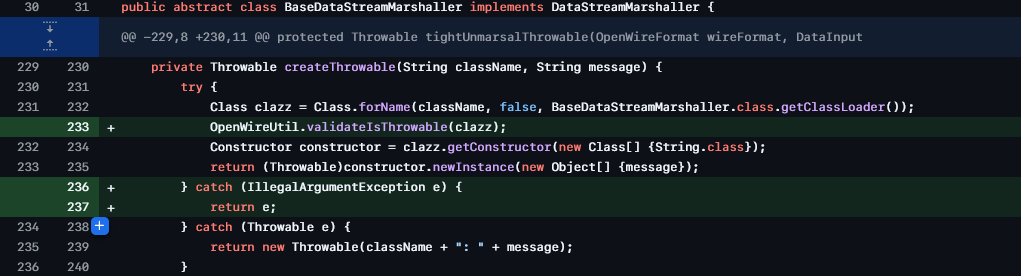 30 31 public abstract class BaseDataStreamMarshaller implements DataStreamMarshaller {
@@ -229,8 +230,11 @@ protected Throwable tightUnmarsalThrowable(OpenWireFormat wireFormat, DataInput
229 230 private Throwable createThrowable(String className, String message) {
230 231 try {
231 232 Class clazz = Class.forName(className, false, BaseDataStreamMarshaller.class.getClassLoader());
233 + OpenWireUtil.validateIsThrowable(clazz);
232 234 Constructor constructor = clazz.getConstructor(new Class[] {String.class});
233 235 return (Throwable)constructor.newInstance(new Object[] {message});
236 + } catch (IllegalArgumentException e) {
237 + return e;
234 238 + } catch (Throwable e) {
235 239 return new Throwable(className + ": " + message);
236 240 }